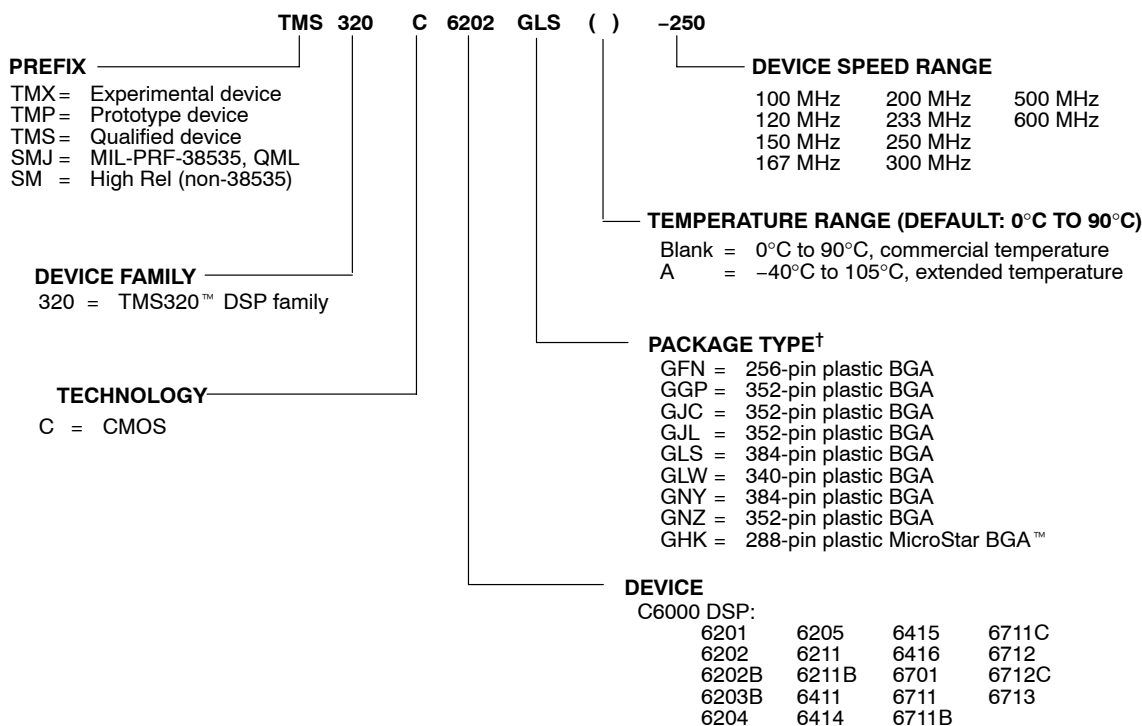 TMS 320 C 6202 GLS ( ) −250
PREFIX
TMX = Experimental device
TMP = Prototype device
TMS = Qualified device
SMJ = MIL-PRF-38535, QML
SM = High Rel (non-38535)
DEVICE SPEED RANGE
100 MHz 200 MHz 500 MHz
120 MHz 233 MHz 600 MHz
150 MHz 250 MHz
167 MHz 300 MHz
TEMPERATURE RANGE (DEFAULT: 0°C TO 90°C)
Blank = 0°C to 90°C, commercial temperature
A = −40°C to 105°C, extended temperature
DEVICE FAMILY
320 = TMS320™ DSP family
PACKAGE TYPE†
GFN = 256-pin plastic BGA
GGP = 352-pin plastic BGA
GJC = 352-pin plastic BGA
GJL = 352-pin plastic BGA
GLS = 384-pin plastic BGA
GLW = 340-pin plastic BGA
GNY = 384-pin plastic BGA
GNZ = 352-pin plastic BGA
GHK = 288-pin plastic MicroStar BGA™
TECHNOLOGY
C = CMOS
DEVICE
C6000 DSP:
6201 6205 6415 6711C
6202 6211 6416 6712
6202B 6211B 6701 6712C
6203B 6411 6711 6713
6204 6414 6711B